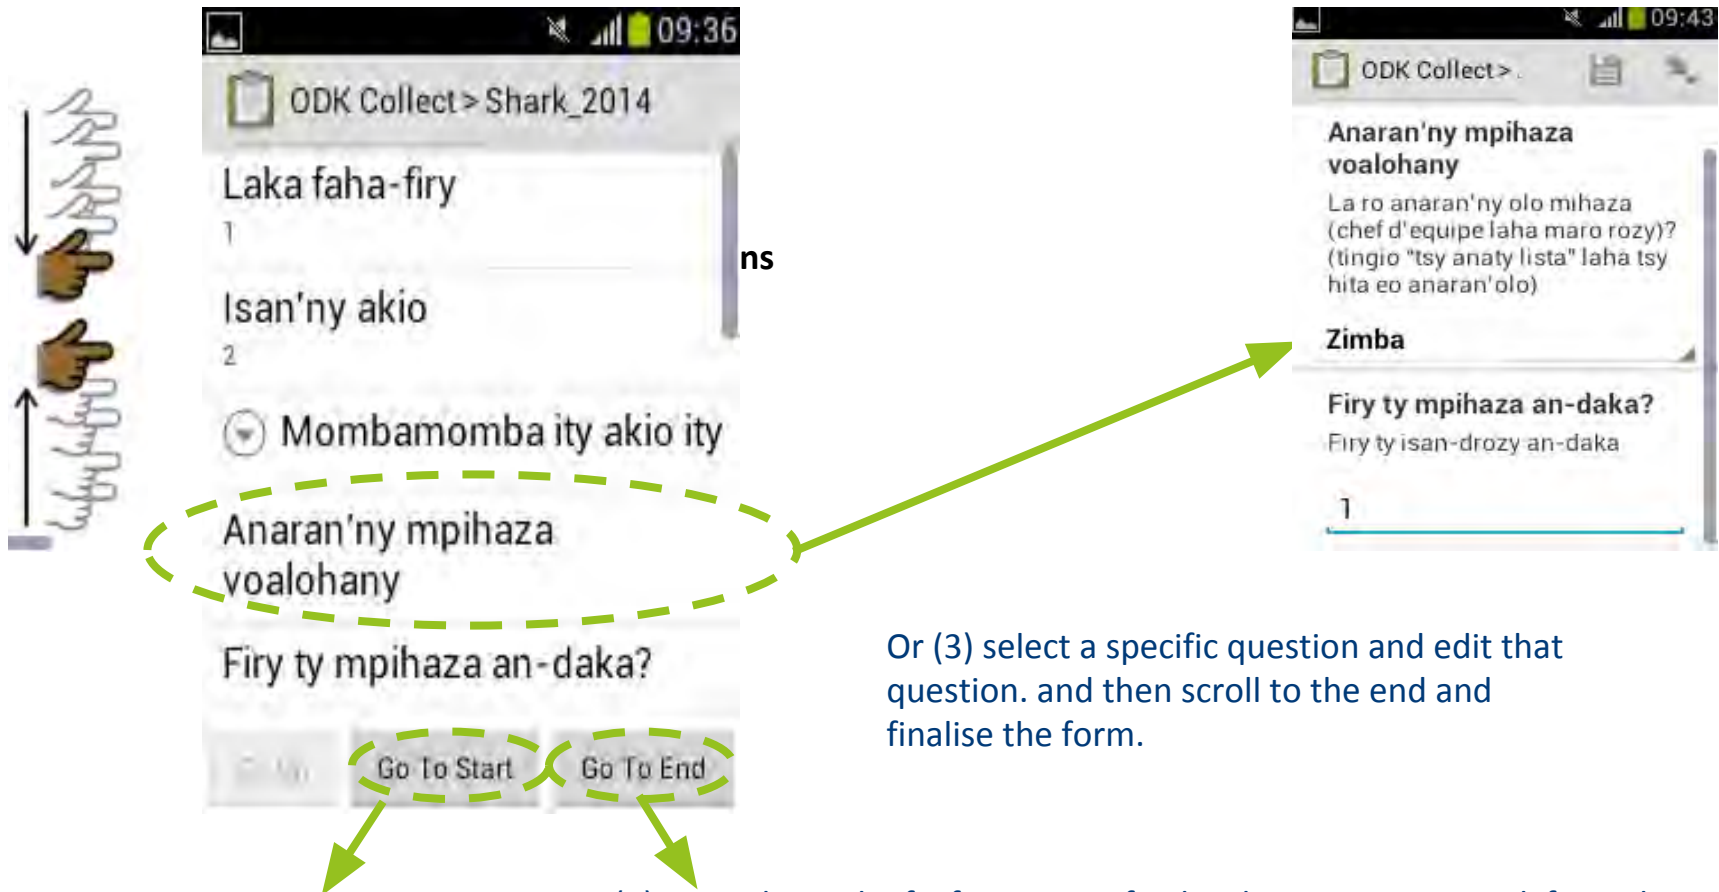 09:36
ODK Collect > Shark_2014
Laka faha-firy
1
Isan'ny akio
2
Mombamomba ity akio ity
Anaran'ny mpihaza
voalohany
Firy ty mpihaza an-daka?
Go To Start
Go To End
ns
09:43
ODK Collect > .
Anaran'ny mpihaza
voalohany
La ro anaran'ny olo mihaza
(chef d'equipe laha maro rozy)?
(tingio "tsy anaty lista" laha tsy
hita eo anaran'olo)
Zimba
Firy ty mpihaza an-daka?
Firy ty isan-drozy an-daka
1
Or (3) select a specific question and edit that
question. and then scroll to the end and
finalise the form.